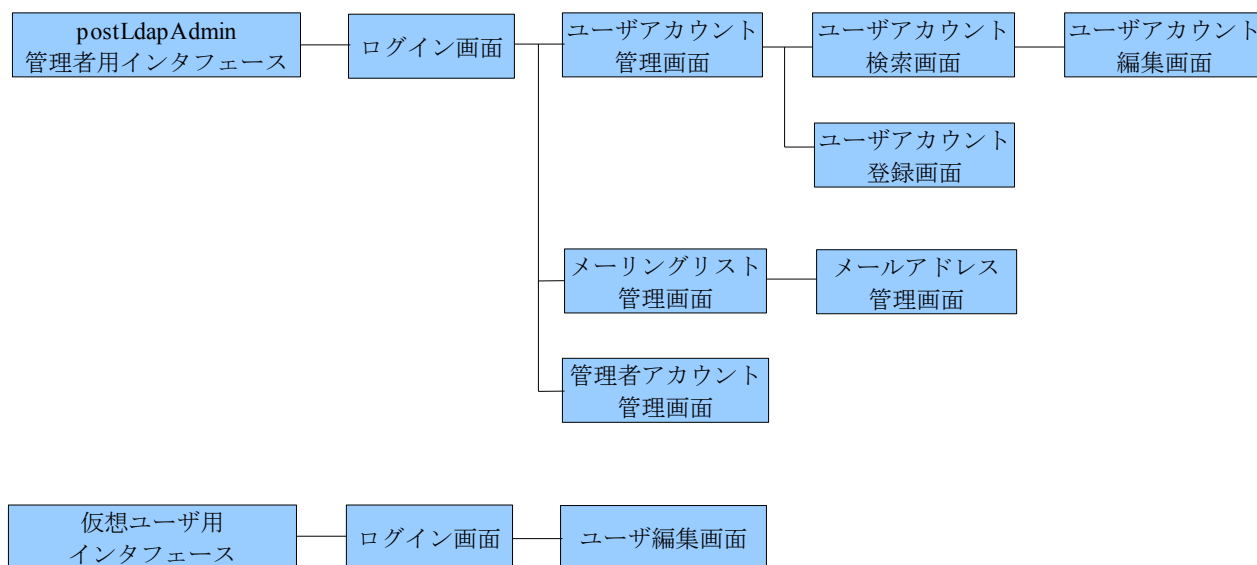 postLdapAdmin
管理者用インタフェース
ログイン画面
ユーザアカウント
管理画面
ユーザアカウント
検索画面
ユーザアカウント
編集画面
ユーザアカウント
登録画面
メーリングリスト
管理画面
メールアドレス
管理画面
管理者アカウント
管理画面
仮想ユーザ用
インタフェース
ログイン画面
ユーザ編集画面